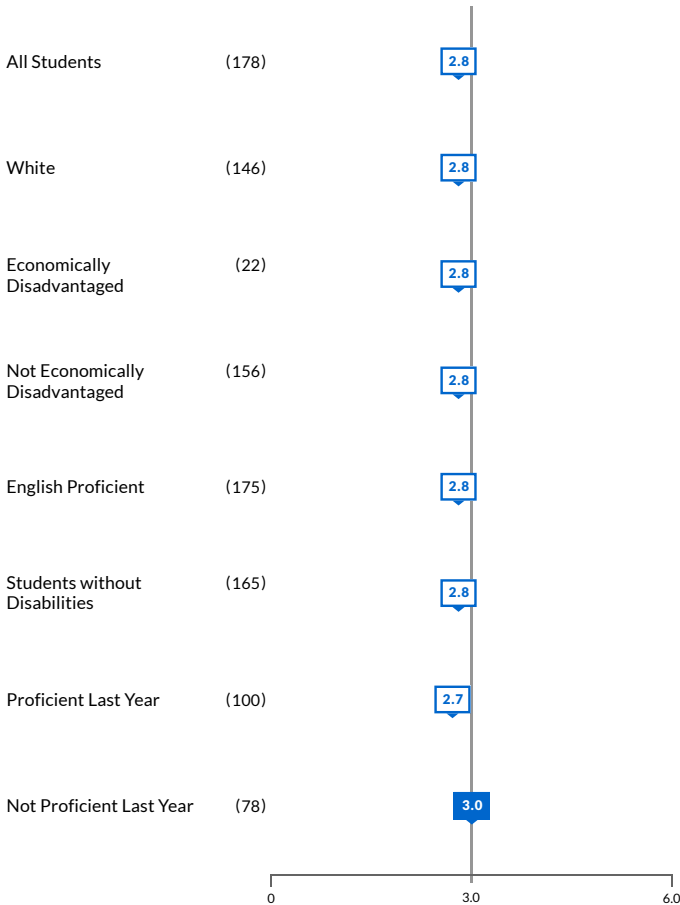 All Students (178) 2.8
White (146) 2.8
Economically (22) 2.8
Disadvantaged
Not Economically (156) 2.8
Disadvantaged
English Proficient (175) 2.8
Students without (165) 2.8
Disabilities
Proficient Last Year (100) 2.7
Not Proficient Last Year (78) 3.0
0 3.0 6.0